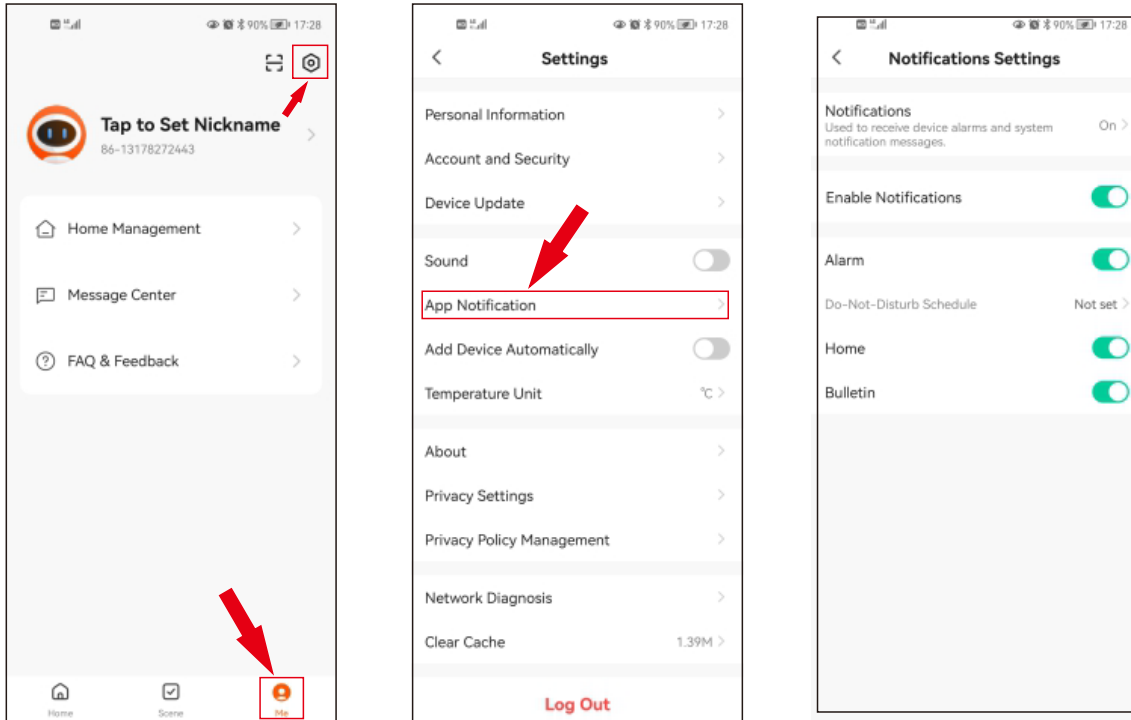 90% 17:28
Tap to Set Nickname
86-13178272443
Home Management
Message Center
FAQ & Feedback
Home
Scene
Me
90% 17:28
Settings
Personal Information
Account and Security
Device Update
Sound
App Notification
Add Device Automatically
Temperature Unit °C
About
Privacy Settings
Privacy Policy Management
Network Diagnosis
Clear Cache 1.39M
Log Out
90% 17:28
Notifications Settings
Notifications
Used to receive device alarms and system
notification messages.
On
Enable Notifications
Alarm
Do-Not-Disturb Schedule Not set
Home
Bulletin